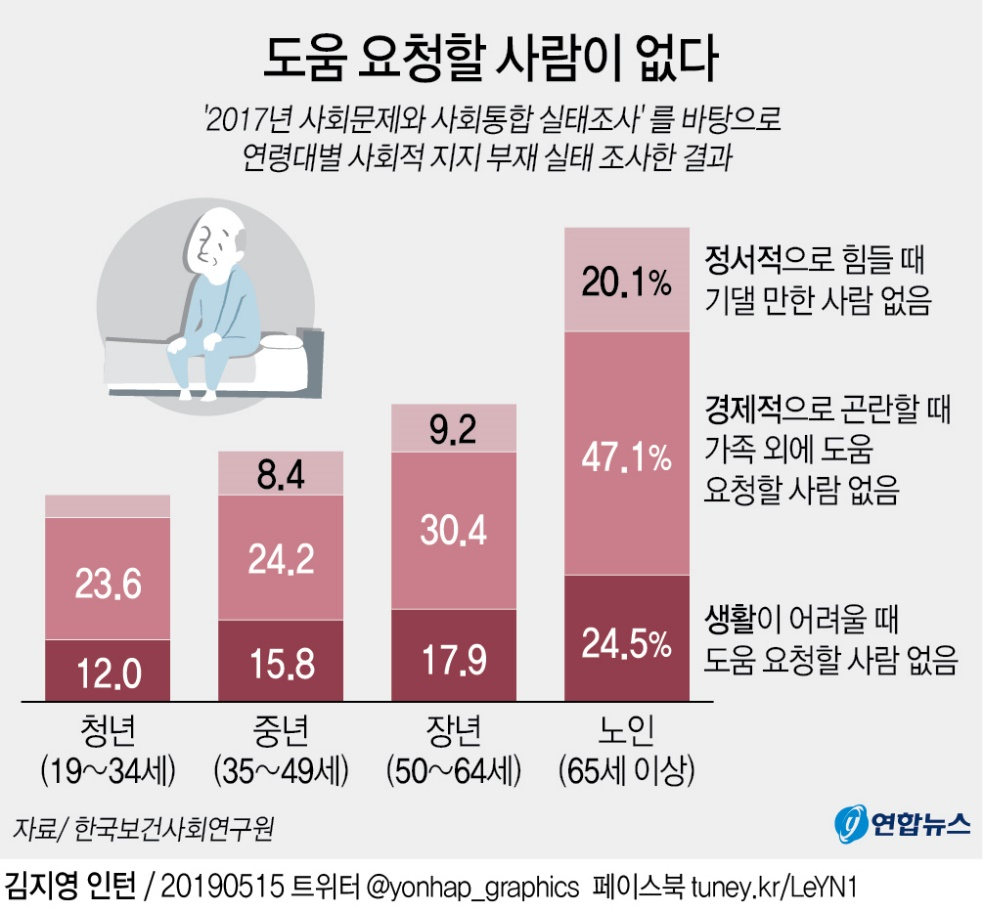 도움 요청할 사람이 없다
'2017년 사회문제와 사회통합 실태조사' 를 바탕으로
연령대별 사회적 지지 부재 실태 조사한 결과
20.1%
정서적으로 힘들 때
기댈 만한 사람 없음
47.1%
경제적으로 곤란할 때
가족 외에 도움
요청할 사람 없음
24.5%
생활이 어려울 때
도움 요청할 사람 없음
9.2
30.4
17.9
8.4
24.2
15.8
23.6
12.0
청년
(19~34세)
중년
(35~49세)
장년
(50~64세)
노인
(65세 이상)
자료/ 한국보건사회연구원
연합뉴스
김지영 인턴 / 20190515 트위터 @yonhap_graphics 페이스북 tuney.kr/LeYN1